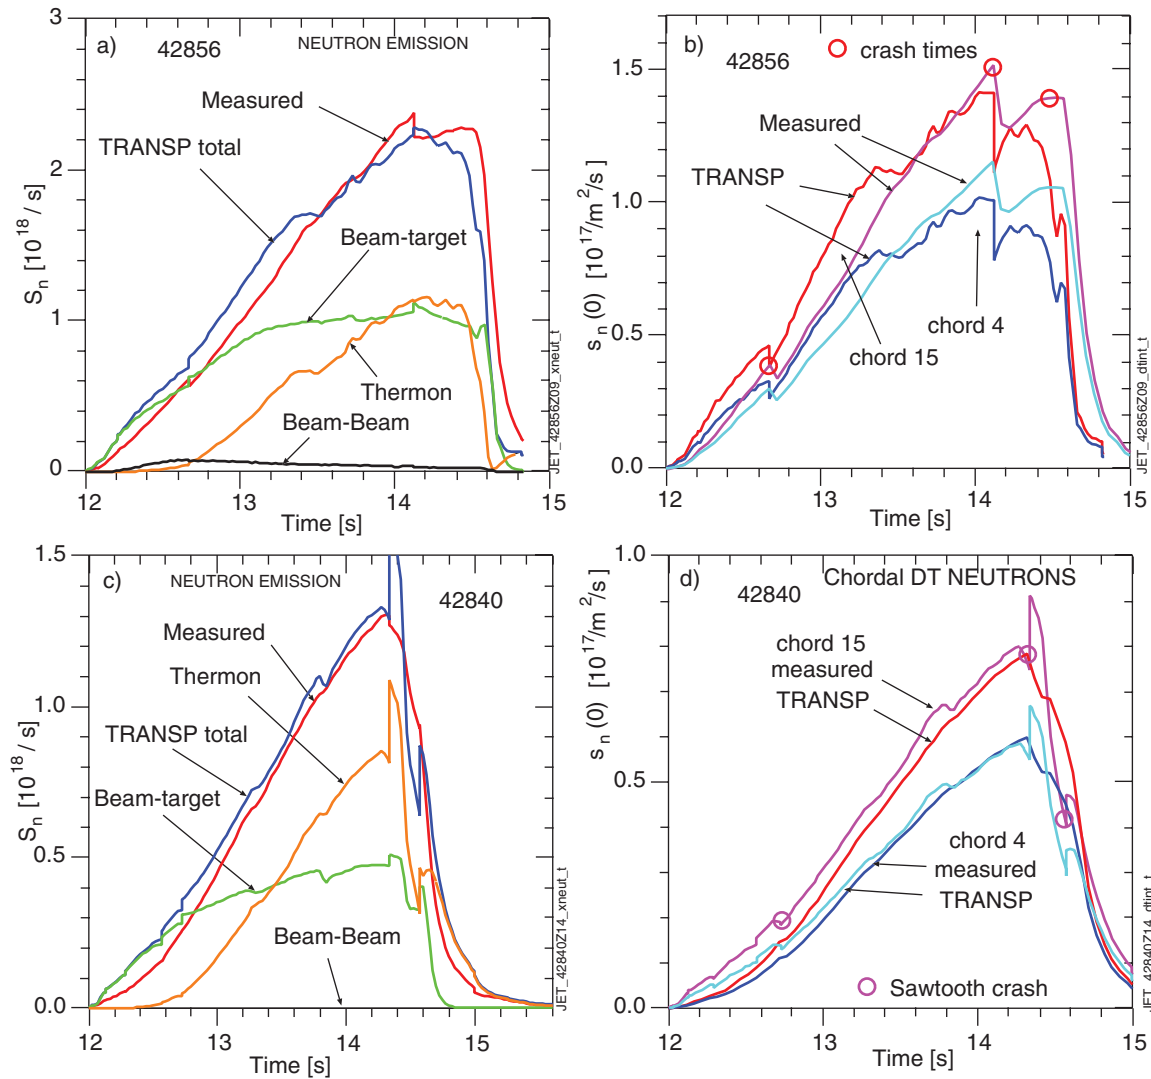 a)
42856
NEUTRON EMISSION
Measured
TRANSP total
Beam-target
Thermon
Beam-Beam
S n [10 18 / s]
3
2
1
0
12
13
14
15
Time [s]
JET_42856Z09_xneut_t
b)
42856
crash times
Measured
TRANSP
chord 4
chord 15
s n (0) [10 17/m 2/s]
1.5
1.0
0.5
0.0
12
13
14
15
Time [s]
JET_42856Z09_dtint_t
c)
NEUTRON EMISSION
42840
Measured
Thermon
TRANSP total
Beam-target
Beam-Beam
S n [10 18 / s]
1.5
1.0
0.5
0.0
12
13
14
15
Time [s]
JET_42840Z14_xneut_t
d)
Chordal DT NEUTRONS
42840
chord 15
measured
TRANSP
chord 4
measured
TRANSP
Sawtooth crash
s n (0) [10 17/m 2/s]
1.0
0.5
0.0
12
13
14
15
Time [s]
JET_42840Z14_dtint_t